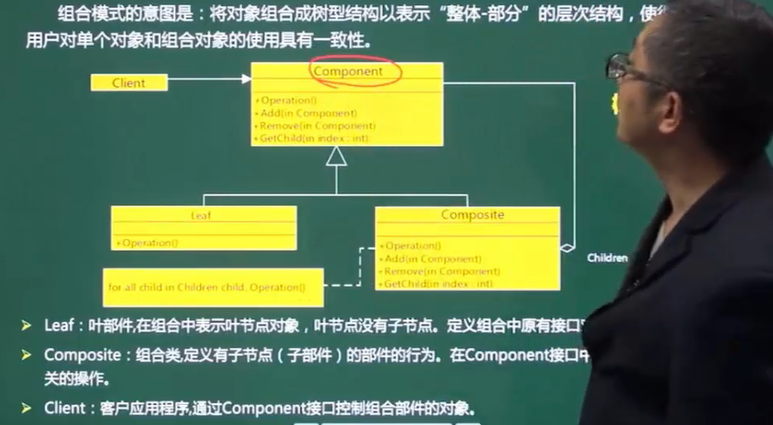 组合模式的意图是：将对象组合成树型结构以表示“整体-部分”的层次结构，使
用户对单个对象和组合对象的使用具有一致性。
Client
Component
+Operation()
+Add(in Component)
+Remove(in Component)
+GetChild(in index : int)
Leaf
+Operation()
Composite
+Operation()
+Add(in Component)
+Remove(in Component)
+GetChild(in index : int)
Children
for all child in Children child. Operation()
Leaf：叶部件,在组合中表示叶节点对象，叶节点没有子节点。定义组合中原有接口
Composite：组合类,定义有子节点（子部件）的部件的行为。在Component接口中
关的操作。
Client：客户应用程序,通过Component接口控制组合部件的对象。